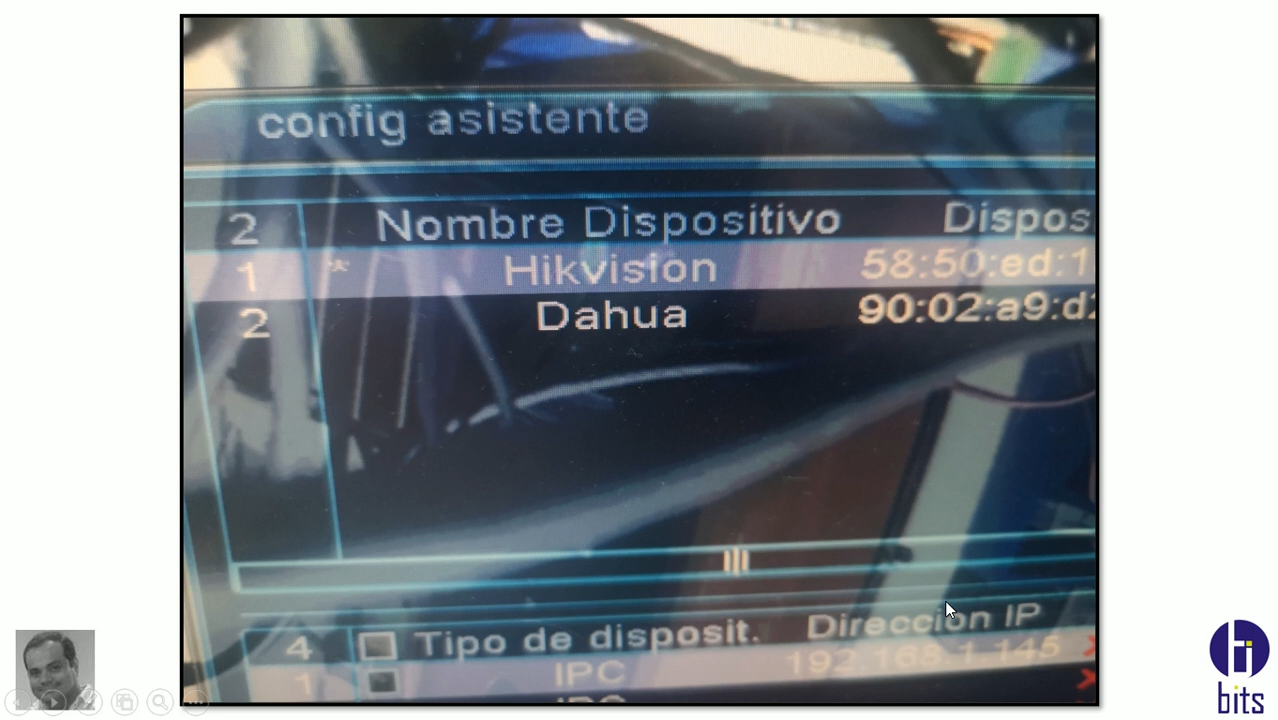 config asistente
2 Nombre Dispositivo Dispos
1 Hikvision 58:50:ed:1
2 Dahua 90:02:a9:d2
4 Tipo de disposit. Dirección IP
1 IPC 192.168.1.145
bits